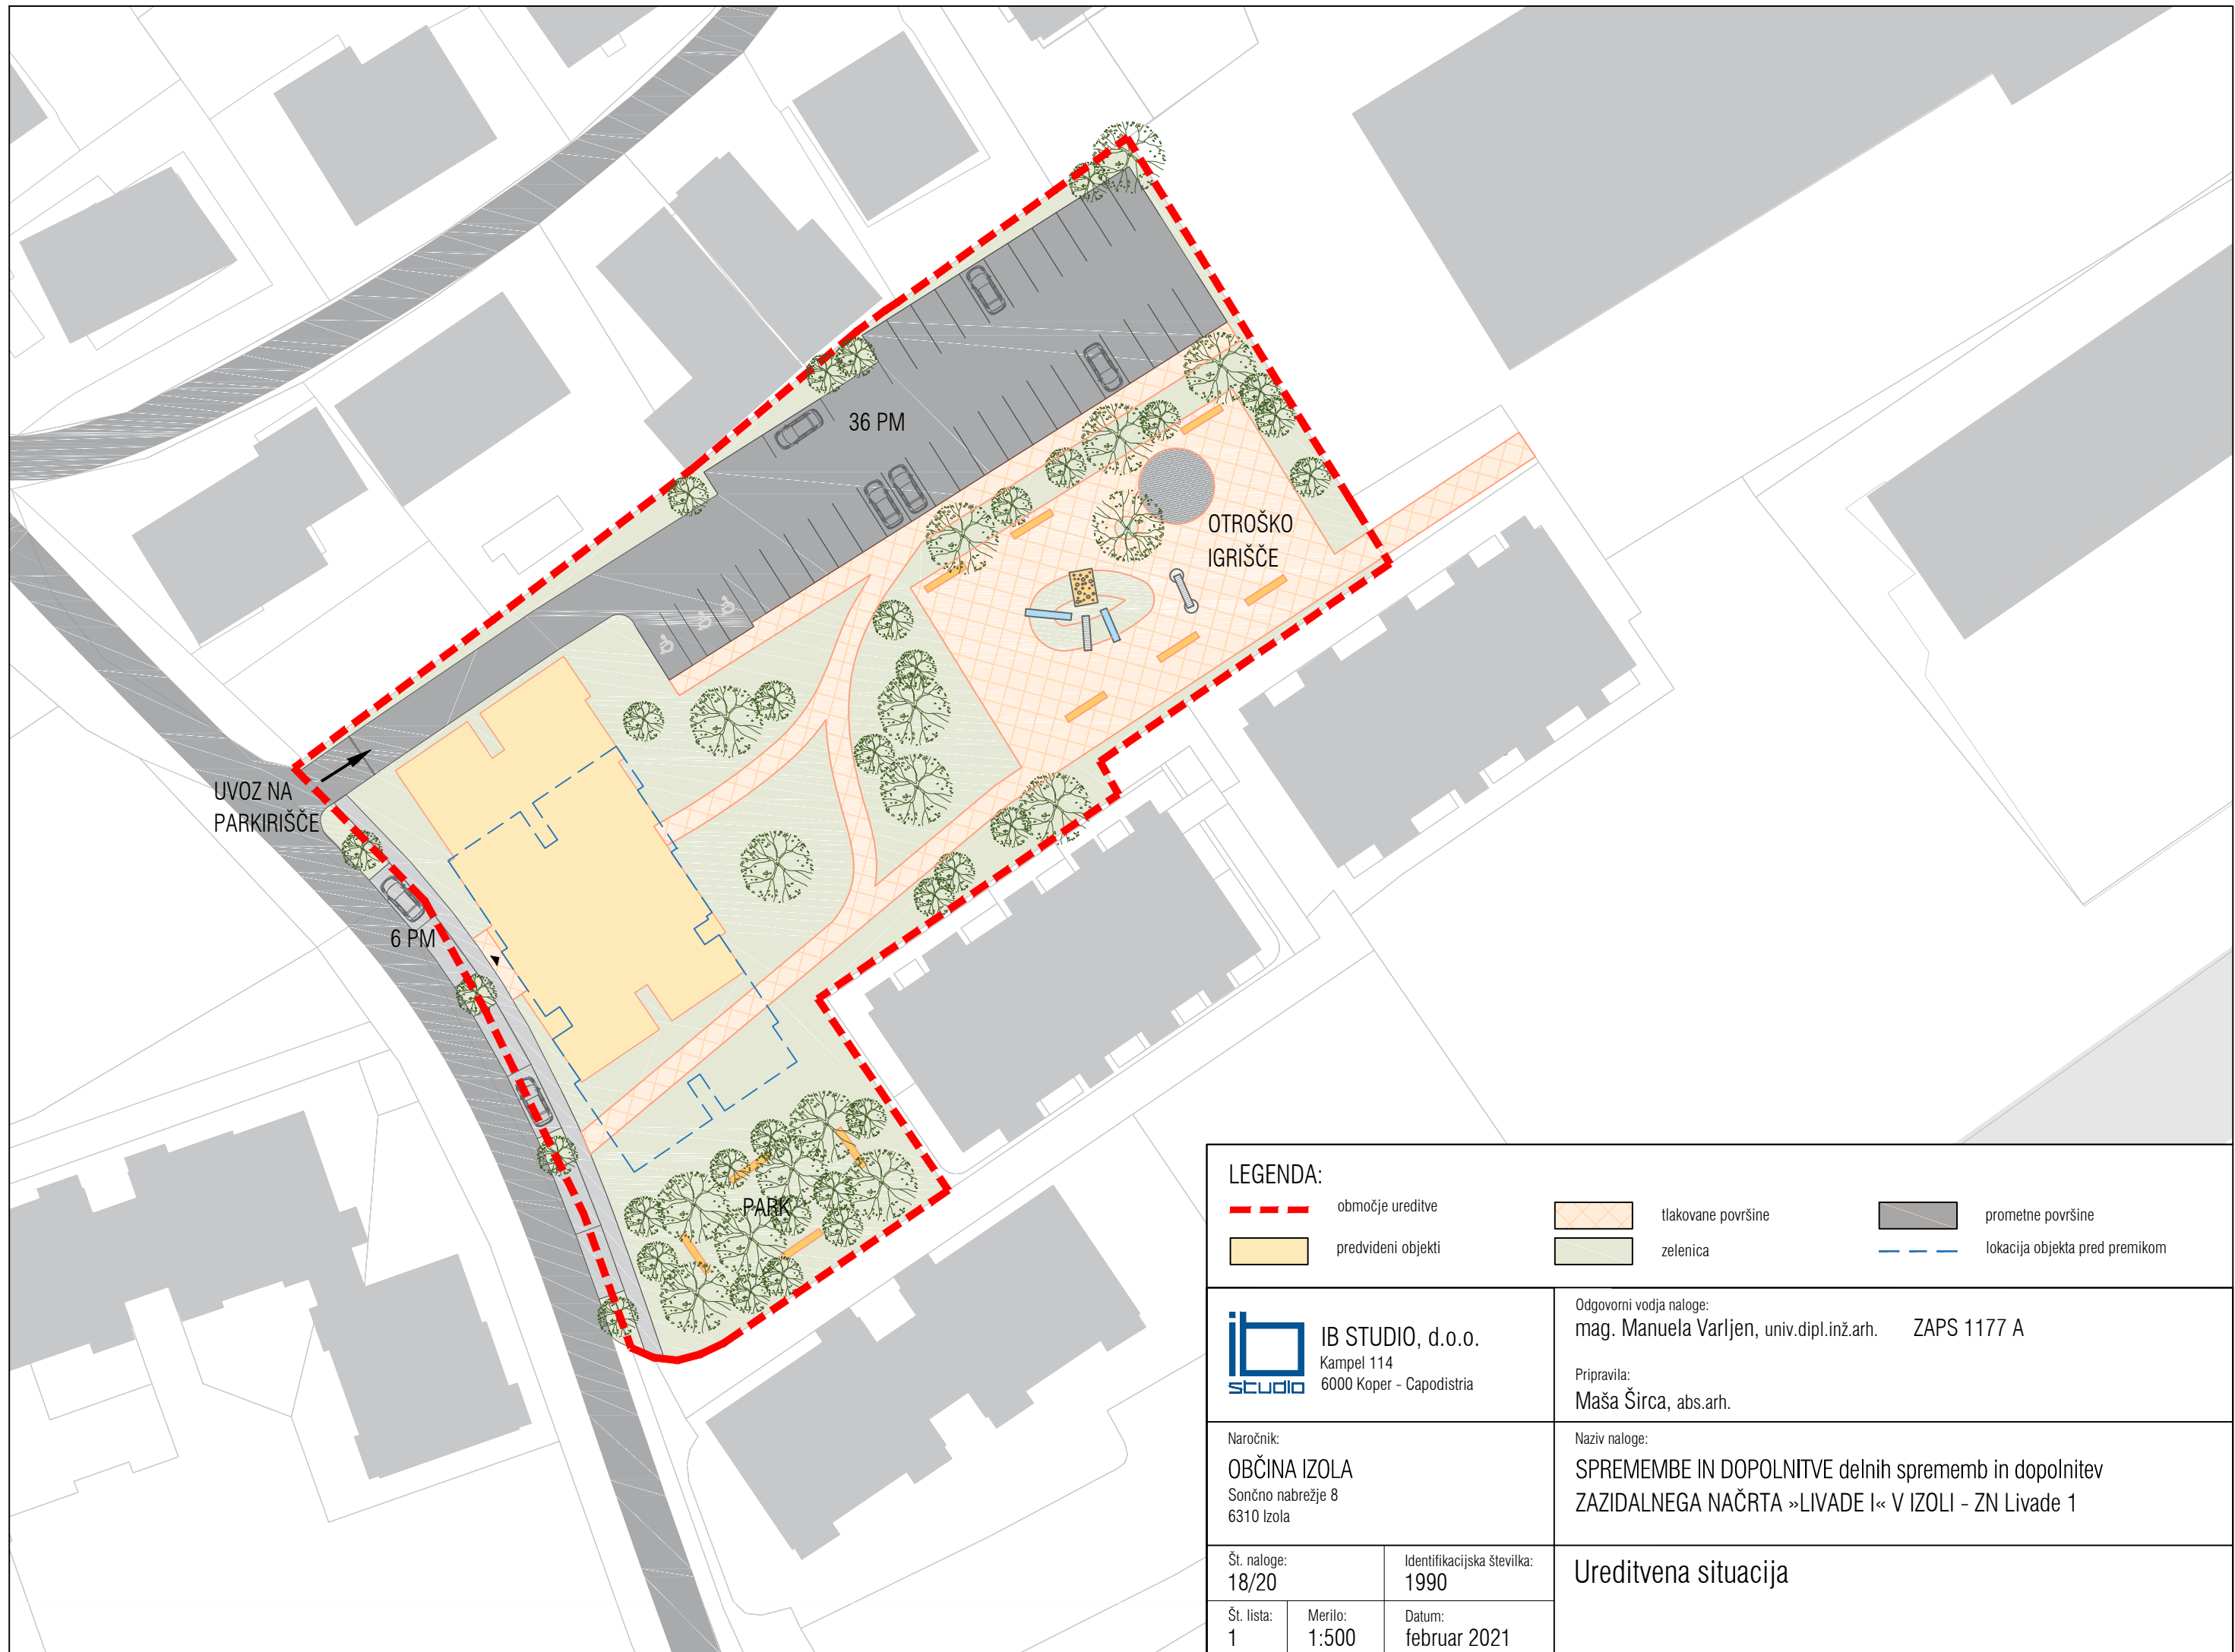 36 PM
OTROŠKO
IGRIŠČE
UVOZ NA
PARKIRIŠČE
6 PM
PARK
LEGENDA:
območje ureditve
predvideni objekti
tlakovane površine
zelenica
prometne površine
lokacija objekta pred premikom
ib
studio
IB STUDIO, d.o.o.
Kampel 114
6000 Koper - Capodistria
Odgovorni vodja naloge:
mag. Manuela Varljen, univ.dipl.inž.arh. ZAPS 1177 A
Pripravila:
Maša Širca, abs.arh.
Naročnik:
OBČINA IZOLA
Sončno nabrežje 8
6310 Izola
Naziv naloge:
SPREMEMBE IN DOPOLNITVE delnih sprememb in dopolnitev
ZAZIDALNEGA NAČRTA »LIVADE I« V IZOLI - ZN Livade 1
Št. naloge:
18/20
Identifikacijska številka:
1990
Št. lista:
1
Merilo:
1:500
Datum:
februar 2021
Ureditvena situacija